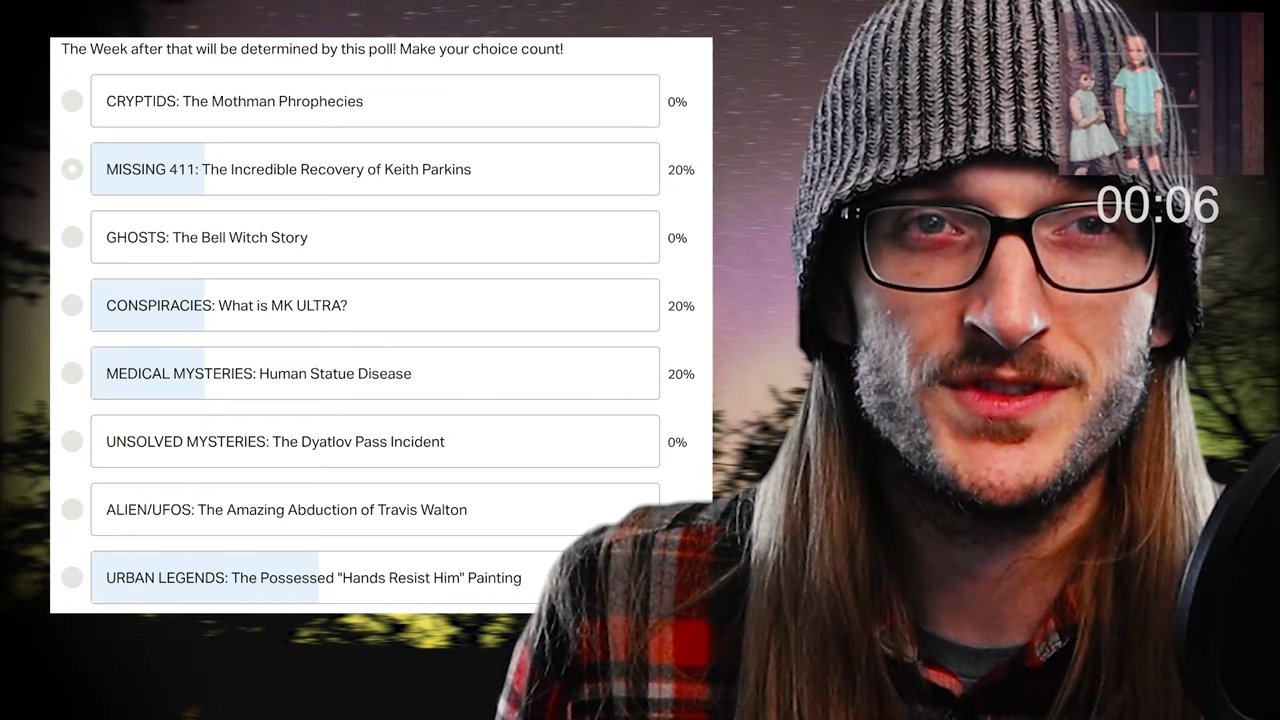 The Week after that will be determined by this poll! Make your choice count!
CRYPTIDS: The Mothman Phrophecies 0%
MISSING 411: The Incredible Recovery of Keith Parkins 20%
GHOSTS: The Bell Witch Story 0%
CONSPIRACIES: What is MK ULTRA? 20%
MEDICAL MYSTERIES: Human Statue Disease 20%
UNSOLVED MYSTERIES: The Dyatlov Pass Incident 0%
ALIEN/UFOS: The Amazing Abduction of Travis Walton
URBAN LEGENDS: The Possessed "Hands Resist Him" Painting
00:06